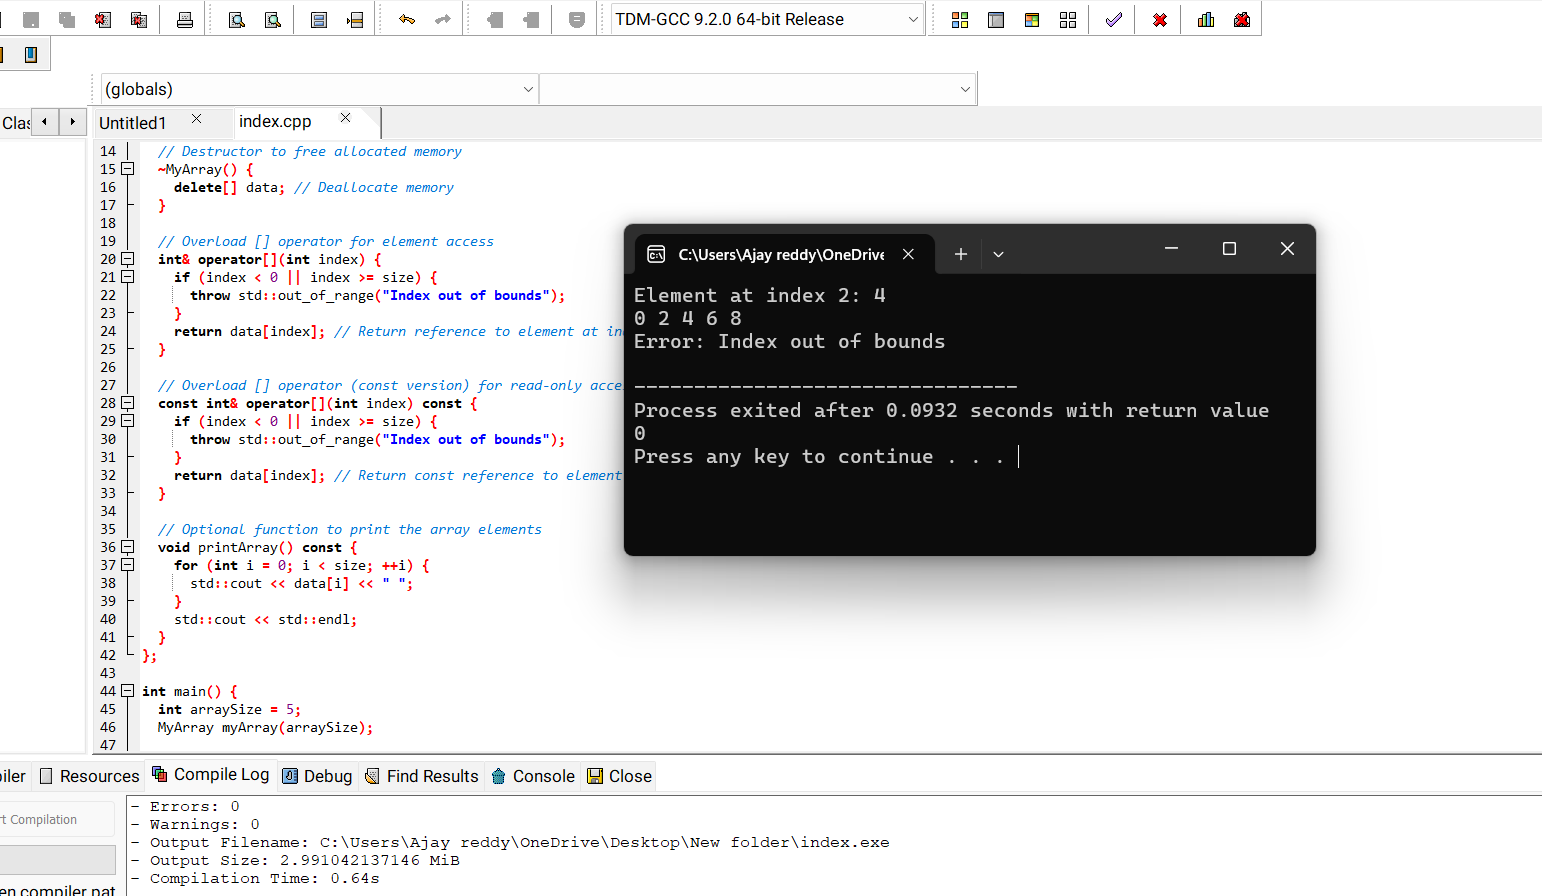 TDM-GCC 9.2.0 64-bit Release
(globals)
Clas
Untitled1
index.cpp
14 // Destructor to free allocated memory
15 ~MyArray() {
16 delete[] data; // Deallocate memory
17 }
18
19 // Overload [] operator for element access
20 int& operator[](int index) {
21 if (index < 0 || index >= size) {
22 throw std::out_of_range("Index out of bounds");
23 }
24 return data[index]; // Return reference to element at in
25 }
26
27 // Overload [] operator (const version) for read-only acce
28 const int& operator[](int index) const {
29 if (index < 0 || index >= size) {
30 throw std::out_of_range("Index out of bounds");
31 }
32 return data[index]; // Return const reference to element
33 }
34
35 // Optional function to print the array elements
36 void printArray() const {
37 for (int i = 0; i < size; ++i) {
38 std::cout << data[i] << " ";
39 }
40 std::cout << std::endl;
41 }
42 };
43
44 int main() {
45 int arraySize = 5;
46 MyArray myArray(arraySize);
47
C:\Users\Ajay reddy\OneDrive
Element at index 2: 4
0 2 4 6 8
Error: Index out of bounds
--------------------------------
Process exited after 0.0932 seconds with return value
0
Press any key to continue . . .
piler
Resources
Compile Log
Debug
Find Results
Console
Close
rt Compilation
en compiler pat
- Errors: 0
- Warnings: 0
- Output Filename: C:\Users\Ajay reddy\OneDrive\Desktop\New folder\index.exe
- Output Size: 2.991042137146 MiB
- Compilation Time: 0.64s